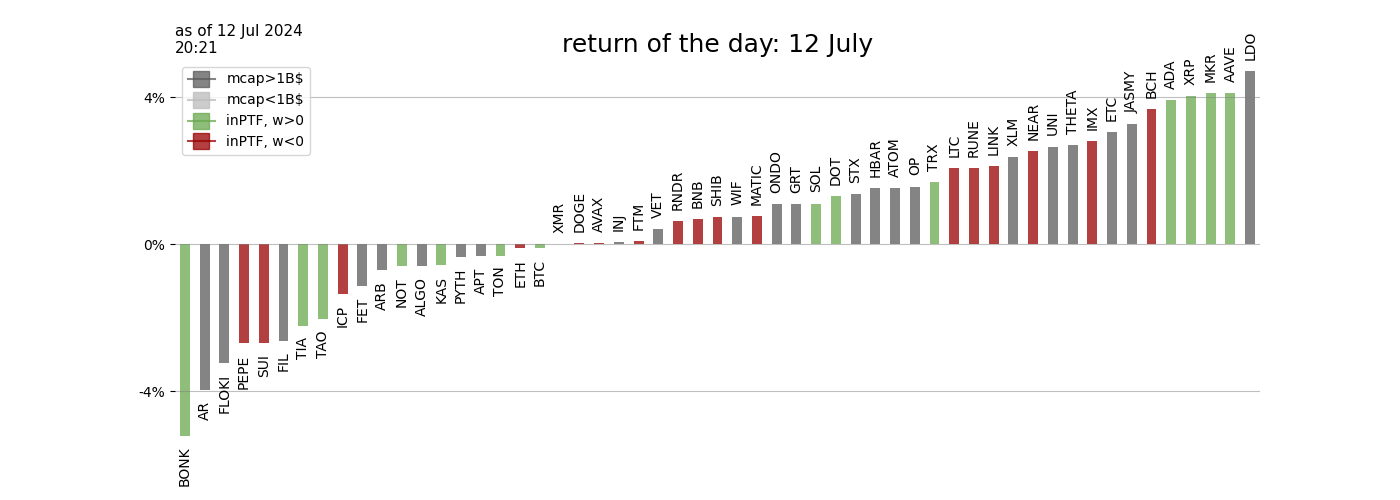 as of 12 Jul 2024
20:21
return of the day: 12 July
mcap>1B$
mcap<1B$
inPTF, w>0
inPTF, w<0
4%
0%
-4%
BONK
AR
FLOKI
PEPE
SUI
FIL
TIA
TAO
ICP
FET
ARB
NOT
ALGO
KAS
PYTH
APT
TON
ETH
BTC
XMR
DOGE
AVAX
INJ
FTM
VET
RNDR
BNB
SHIB
WIF
MATIC
ONDO
GRT
SOL
DOT
STX
HBAR
ATOM
OP
TRX
LTC
RUNE
LINK
XLM
NEAR
UNI
THETA
IMX
ETC
JASMY
BCH
ADA
XRP
MKR
AAVE
LDO